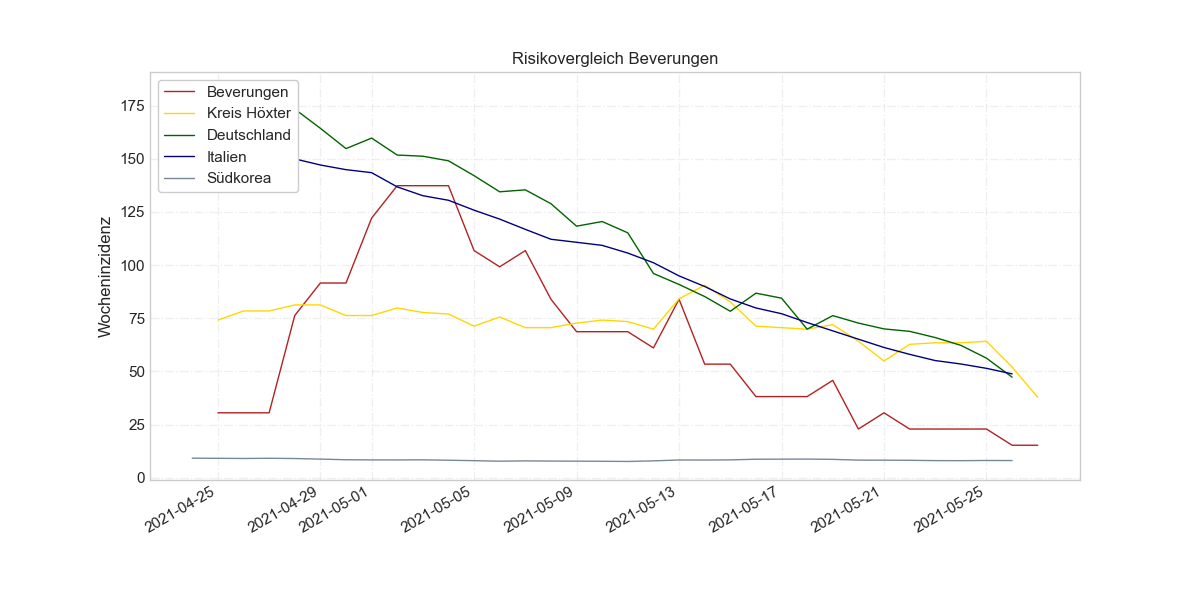 Risikovergleich Beverungen
Wocheninzidenz
175
150
125
100
75
50
25
0
Beverungen
Kreis Höxter
Deutschland
Italien
Südkorea
2021-04-25
2021-04-29
2021-05-01
2021-05-05
2021-05-09
2021-05-13
2021-05-17
2021-05-21
2021-05-25